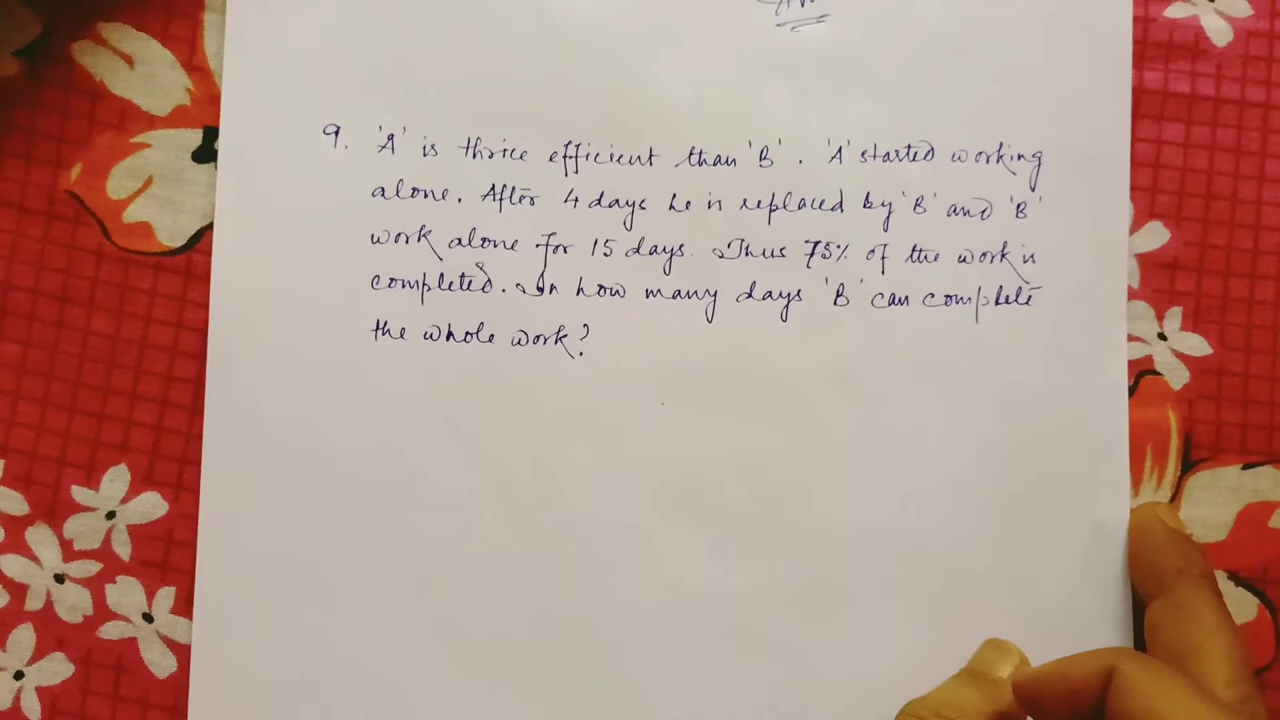 9. 'A' is thrice efficient than 'B'. 'A' started working
alone. After 4 days he is replaced by 'B' and 'B'
work alone for 15 days. Thus 75% of the work is
completed. In how many days 'B' can complete
the whole work?